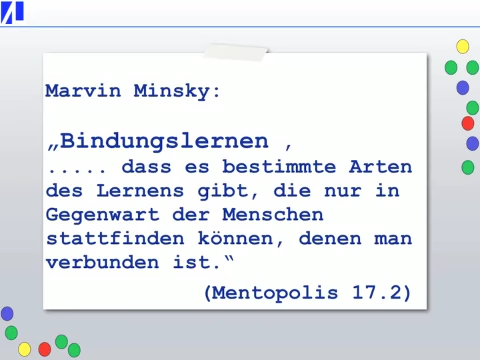 Marvin Minsky:
„Bindungslernen ,
..... dass es bestimmte Arten
des Lernens gibt, die nur in
Gegenwart der Menschen
stattfinden können, denen man
verbunden ist.“
(Mentopolis 17.2)